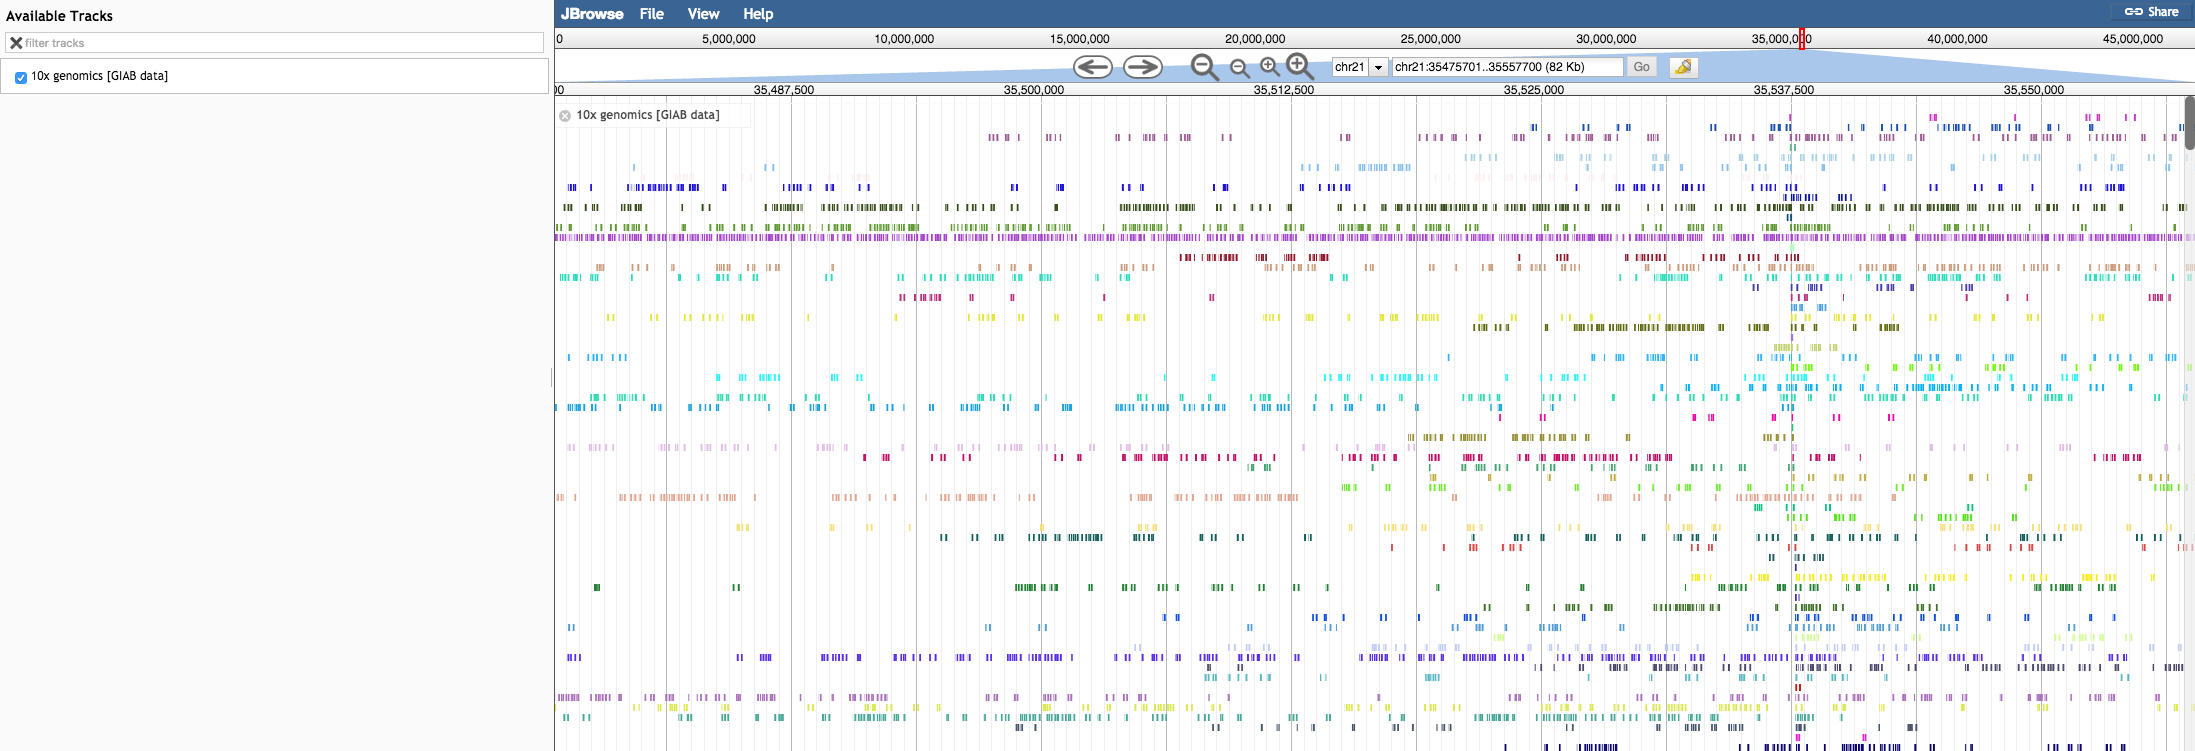 Available Tracks
filter tracks
10x genomics [GIAB data]
JBrowse File View Help Share
0 5,000,000 10,000,000 15,000,000 20,000,000 25,000,000 30,000,000 35,000,000 40,000,000 45,000,000
chr21 chr21:35475701..35557700 (82 Kb) Go
00 35,487,500 35,500,000 35,512,500 35,525,000 35,537,500 35,550,000
10x genomics [GIAB data]